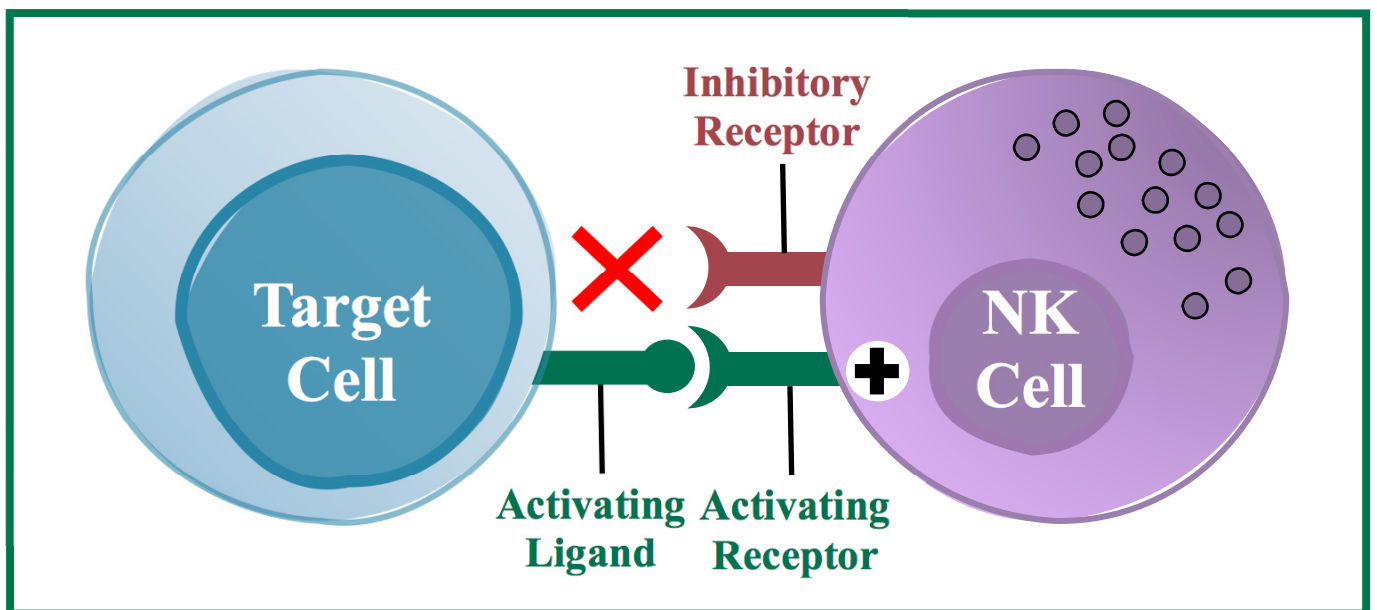 Inhibitory
Receptor
Target
Cell
NK
Cell
Activating
Ligand
Activating
Receptor